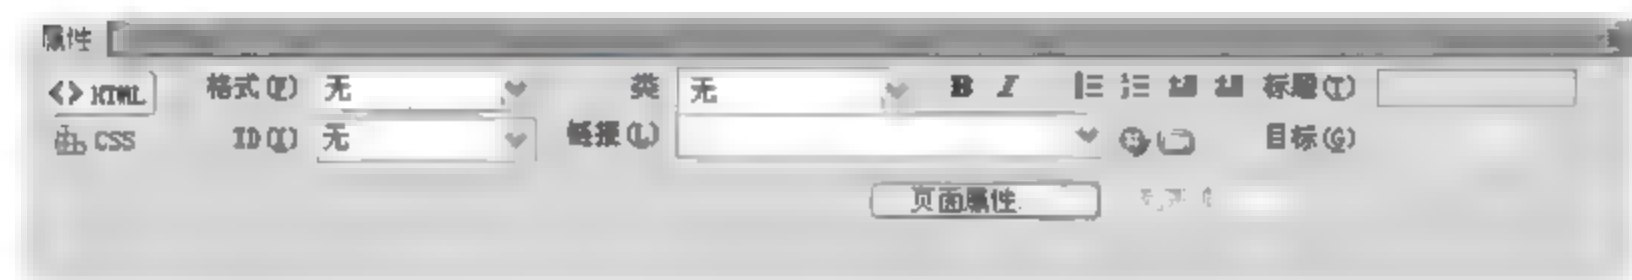 属性
<> HTML 格式(F) 无 类 无 B I 标题(T)
CSS ID(I) 无 链接(L) 目标(G)
页面属性